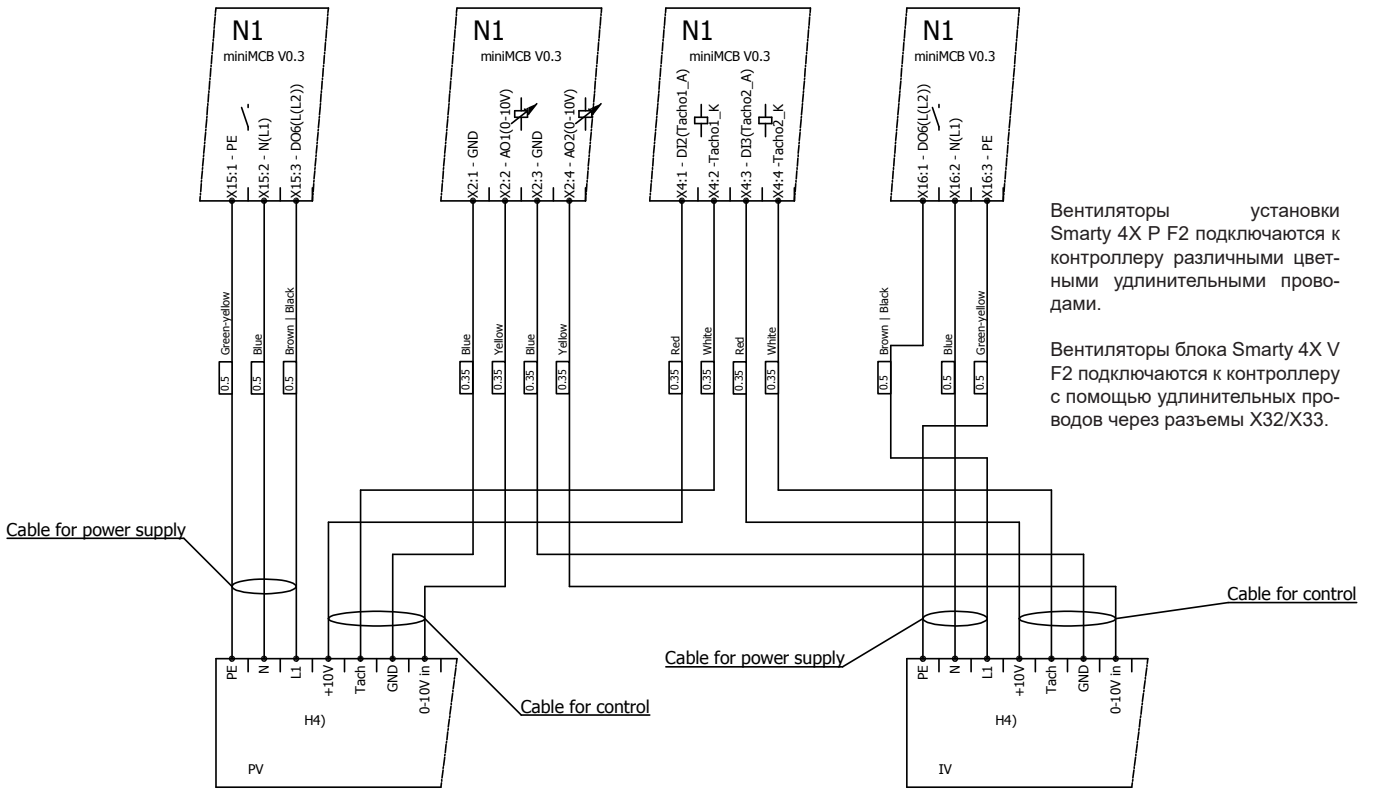 N1
miniMCB V0.3
X15:1 - PE
X15:2 - N(L1)
X15:3 - DO6(L(L2))
N1
miniMCB V0.3
X2:1 - GND
X2:2 - AO1(0-10V)
X2:3 - GND
X2:4 - AO2(0-10V)
N1
miniMCB V0.3
X4:1 - DI2(Tacho1_A)
X4:2 -Tacho1_K
X4:3 - DI3(Tacho2_A)
X4:4 -Tacho2_K
N1
miniMCB V0.3
X16:1 - DO6(L(L2))
X16:2 - N(L1)
X16:3 - PE
Вентиляторы установки
Smarty 4X P F2 подключаются к
контроллеру различными цвет-
ными удлинительными прово-
дами.
Вентиляторы блока Smarty 4X V
F2 подключаются к контроллеру
с помощью удлинительных про-
водов через разъемы X32/X33.
0.5 Green-yellow
0.5 Blue
0.5 Brown | Black
0.35 Blue
0.35 Yellow
0.35 Blue
0.35 Yellow
0.35 Red
0.35 White
0.35 Red
0.35 White
0.5 Brown | Black
0.5 Blue
0.5 Green-yellow
Cable for power supply
Cable for control
Cable for power supply
Cable for control
PE
N
L1
+10V
Tach
GND
0-10V in
H4)
PV
PE
N
L1
+10V
Tach
GND
0-10V in
H4)
IV